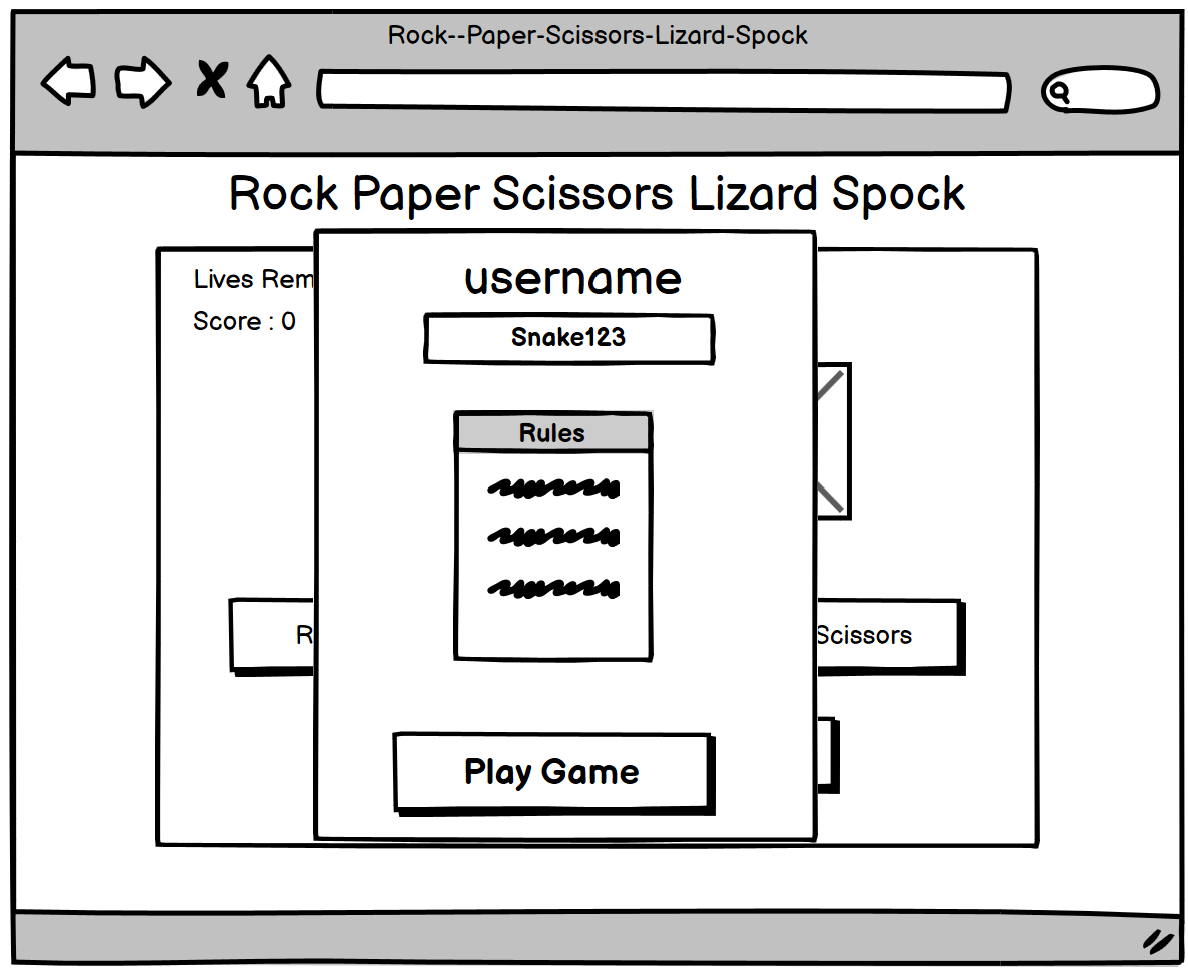 Rock--Paper-Scissors-Lizard-Spock
Rock Paper Scissors Lizard Spock
Lives Rem
Score : 0
username
Snake123
Rules
R
Scissors
Play Game